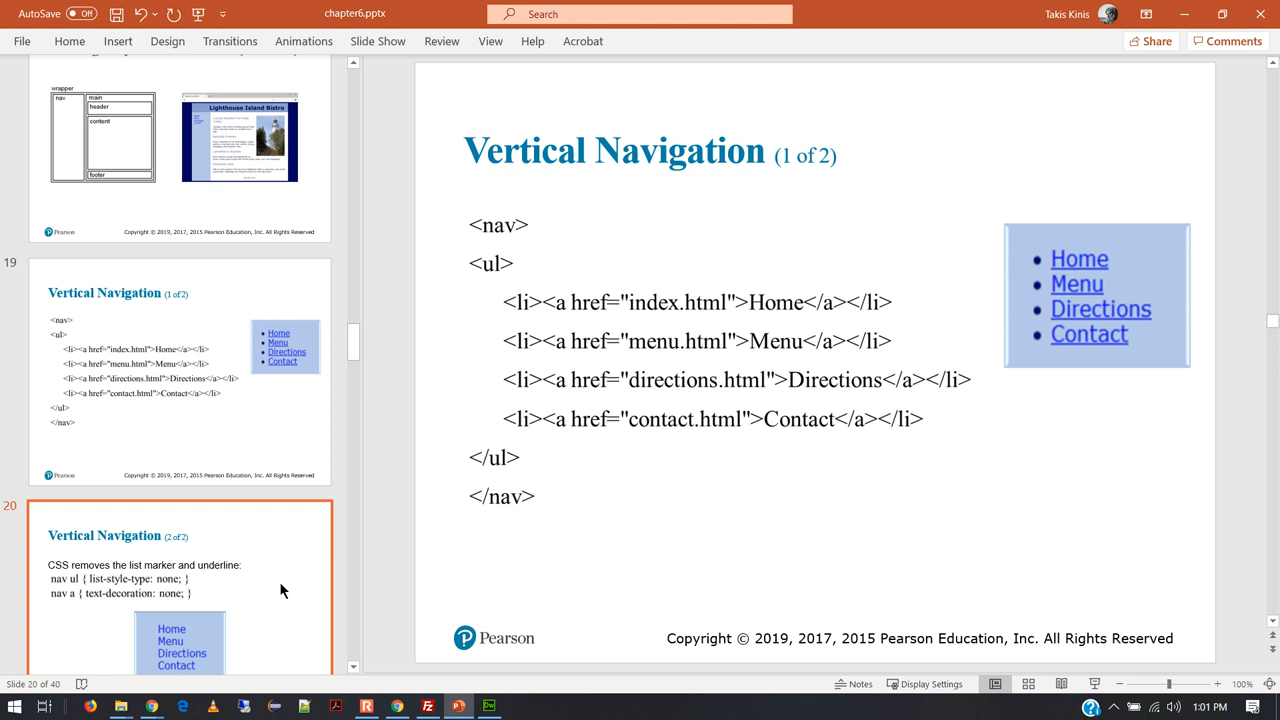 AutoSave Off
chapter6.pptx
Search
Takis Kinis
File Home Insert Design Transitions Animations Slide Show Review View Help Acrobat
Share Comments
wrapper
nav main
header
content
footer
Lighthouse Island Bistro
Pearson Copyright © 2019, 2017, 2015 Pearson Education, Inc. All Rights Reserved
19
Vertical Navigation (1 of 2)
<nav>
<ul>
<li><a href="index.html">Home</a></li>
<li><a href="menu.html">Menu</a></li>
<li><a href="directions.html">Directions</a></li>
<li><a href="contact.html">Contact</a></li>
</ul>
</nav>
Home
Menu
Directions
Contact
Pearson Copyright © 2019, 2017, 2015 Pearson Education, Inc. All Rights Reserved
20
Vertical Navigation (2 of 2)
CSS removes the list marker and underline:
nav ul { list-style-type: none; }
nav a { text-decoration: none; }
Home
Menu
Directions
Contact
Vertical Navigation (1 of 2)
<nav>
<ul>
<li><a href="index.html">Home</a></li>
<li><a href="menu.html">Menu</a></li>
<li><a href="directions.html">Directions</a></li>
<li><a href="contact.html">Contact</a></li>
</ul>
</nav>
Home
Menu
Directions
Contact
Pearson Copyright © 2019, 2017, 2015 Pearson Education, Inc. All Rights Reserved
Slide 20 of 40
Notes Display Settings 100%
1:01 PM